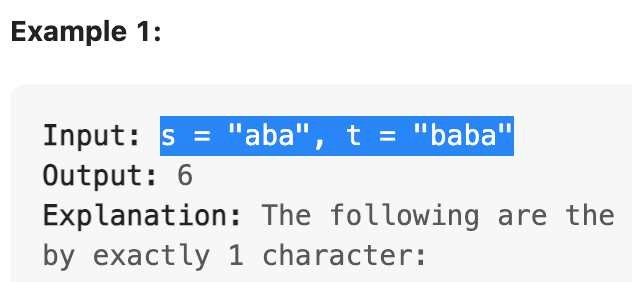 Example 1:
Input: s = "aba", t = "baba"
Output: 6
Explanation: The following are the
by exactly 1 character: